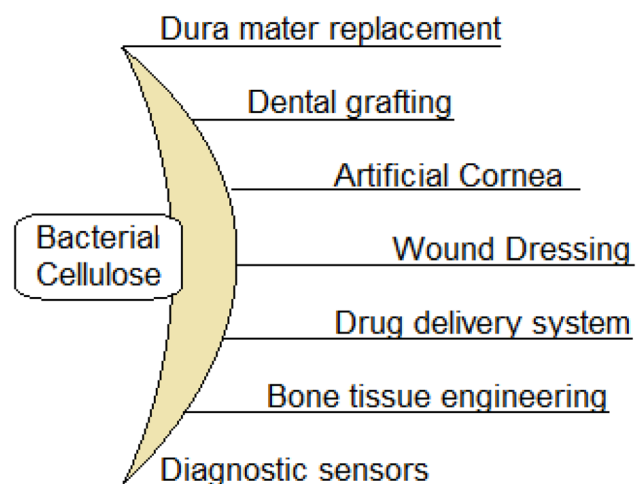 Dura mater replacement
Dental grafting
Artificial Cornea
Bacterial
Cellulose
Wound Dressing
Drug delivery system
Bone tissue engineering
Diagnostic sensors